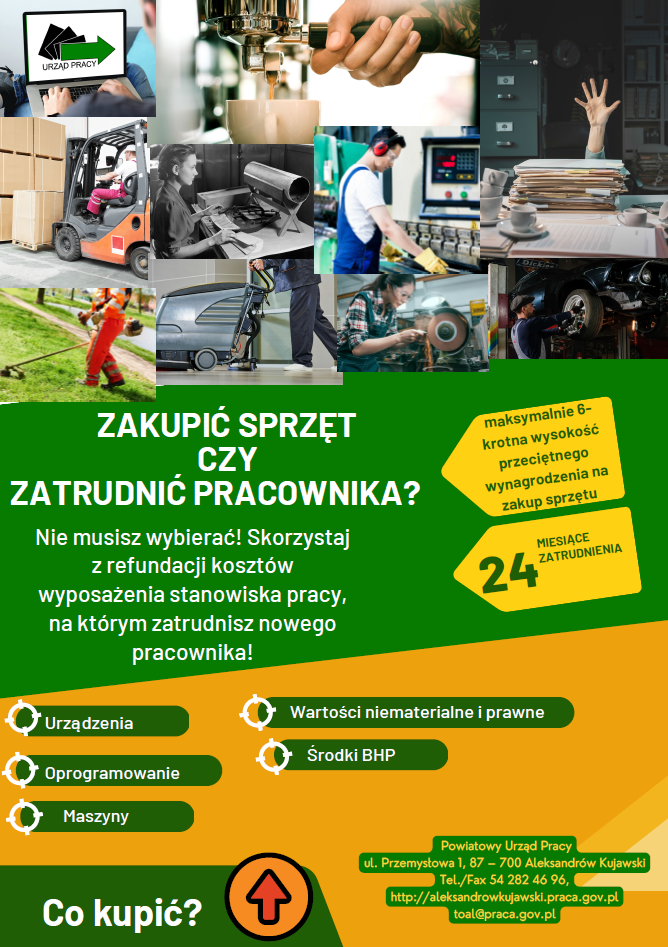 URZĄD PRACY
Dickies
ZAKUPIĆ SPRZĘT
CZY
ZATRUDNIĆ PRACOWNIKA?
Nie musisz wybierać! Skorzystaj
z refundacji kosztów
wyposażenia stanowiska pracy,
na którym zatrudnisz nowego
pracownika!
maksymalnie 6-
krotna wysokość
przeciętnego
wynagrodzenia na
zakup sprzętu
24 MIESIĄCE
ZATRUDNIENIA
Urządzenia
Oprogramowanie
Maszyny
Wartości niematerialne i prawne
Środki BHP
Co kupić?
Powiatowy Urząd Pracy
ul. Przemysłowa 1, 87 – 700 Aleksandrów Kujawski
Tel./Fax 54 282 46 96,
http://aleksandrowkujawski.praca.gov.pl
toal@praca.gov.pl